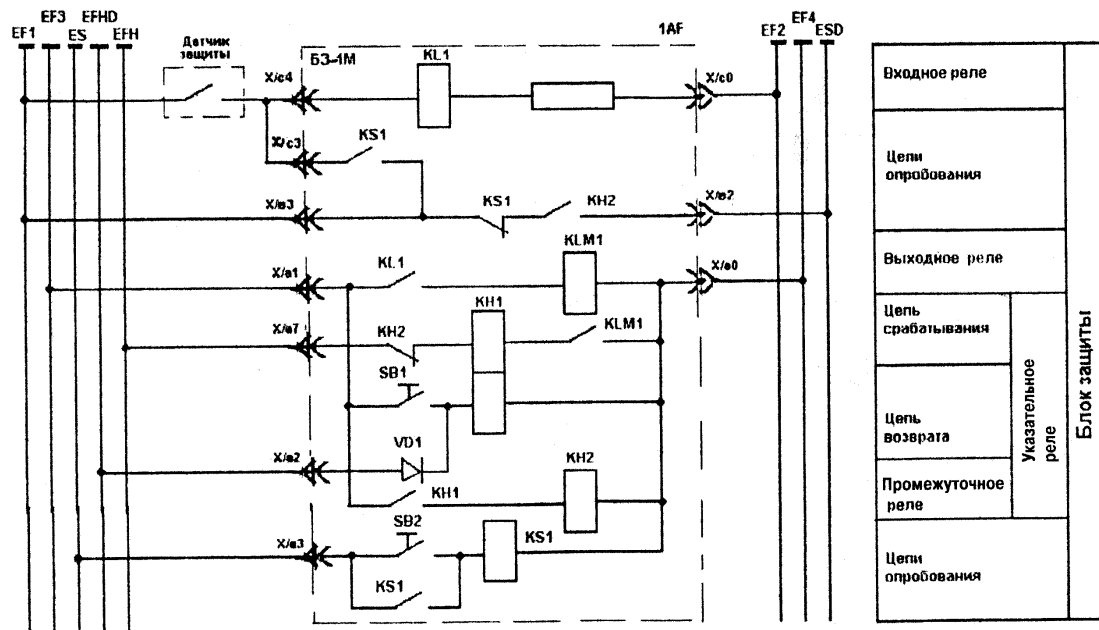 EF1 EF3 ES EFHD EFH
EF2 EF4 ESD
Датчик
защиты
БЭ-1М
1AF
X/c4
KL1
X/c0
X/c3
KS1
X/в3
KS1
KH2
X/в2
X/в1
KL1
KLM1
X/в0
X/в7
KH2
KH1
KLM1
SB1
VD1
X/в2
KH1
KH2
SB2
X/в3
KS1
KS1
Входное реле
Цепи
опробования
Выходное реле
Цепь
срабатывания
Цепь
возврата
Указательное
реле
Промежуточное
реле
Цепи
опробования
Блок защиты